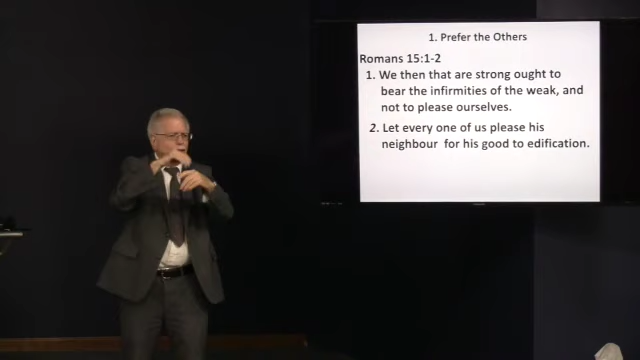 1. Prefer the Others
Romans 15:1-2
1. We then that are strong ought to
bear the infirmities of the weak, and
not to please ourselves.
2. Let every one of us please his
neighbour for his good to edification.